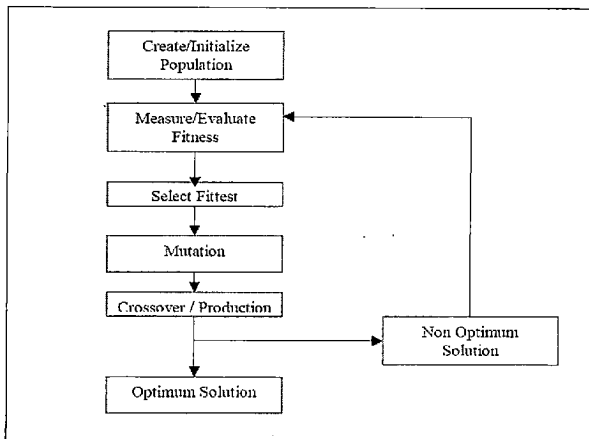 Create/Initialize
Population
Measure/Evaluate
Fitness
Select Fittest
Mutation
Crossover / Production
Non Optimum
Solution
Optimum Solution